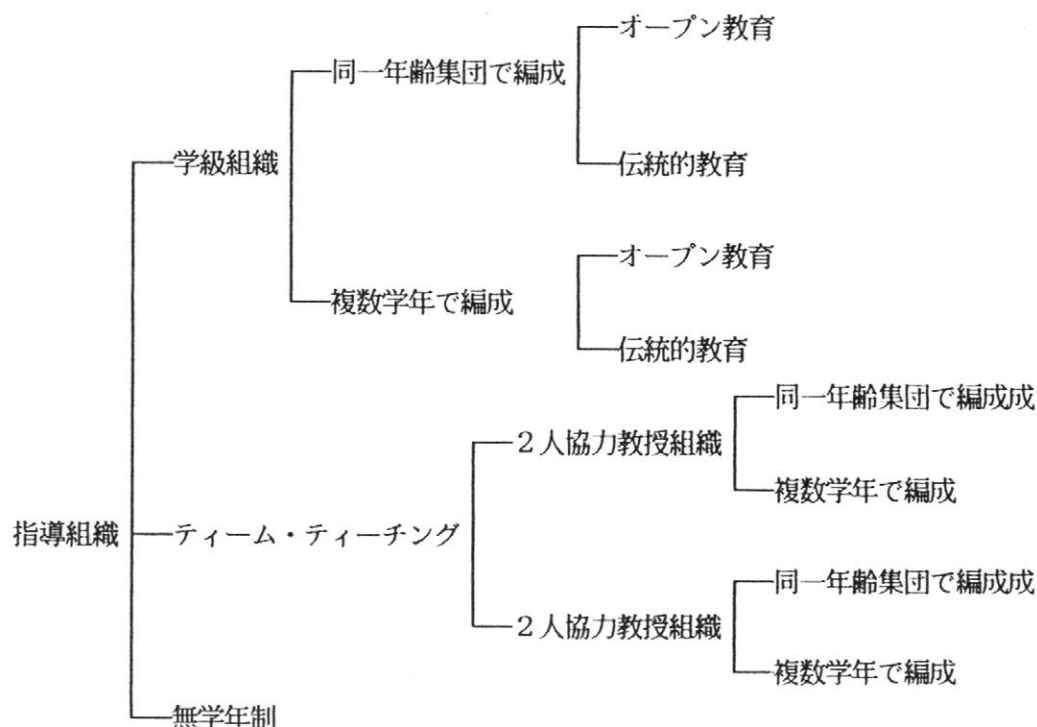 オープン教育
同一年齢集団で編成
学級組織
伝統的教育
オープン教育
複数学年で編成
伝統的教育
同一年齢集団で編成成
2人協力教授組織
複数学年で編成
指導組織
ティーム・ティーチング
同一年齢集団で編成成
2人協力教授組織
複数学年で編成
無学年制